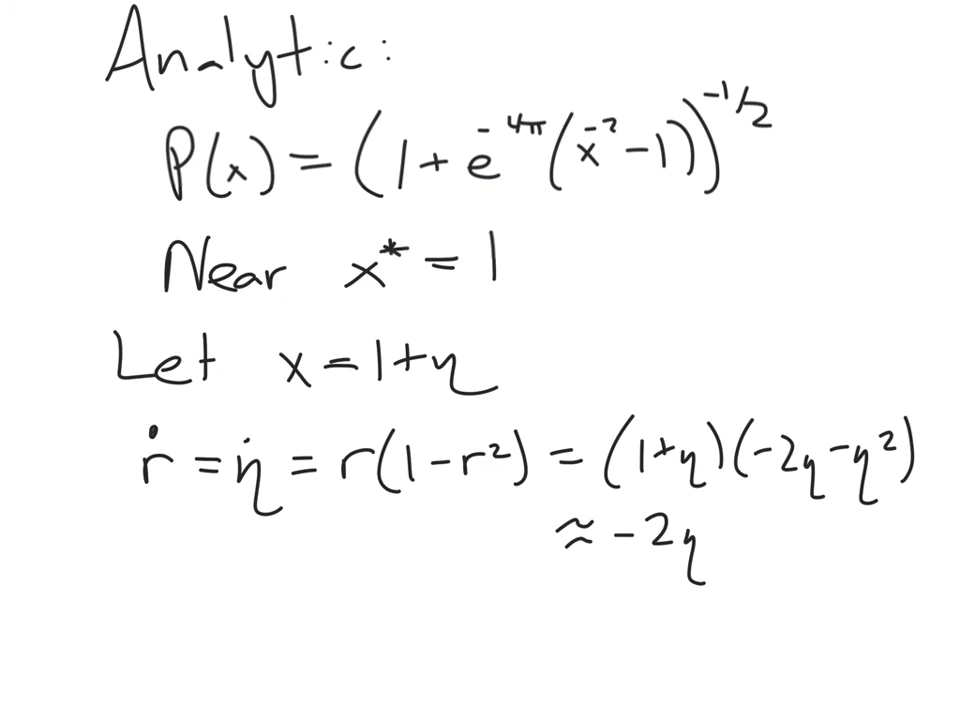 Analytic:
P(x) = (1 + e^{-4π}(x^{-2} - 1))^{-1/2}
Near x* = 1
Let x = 1 + η
ṙ = η̇ = r(1 - r²) = (1 + η)(-2η - η²)
≈ -2η